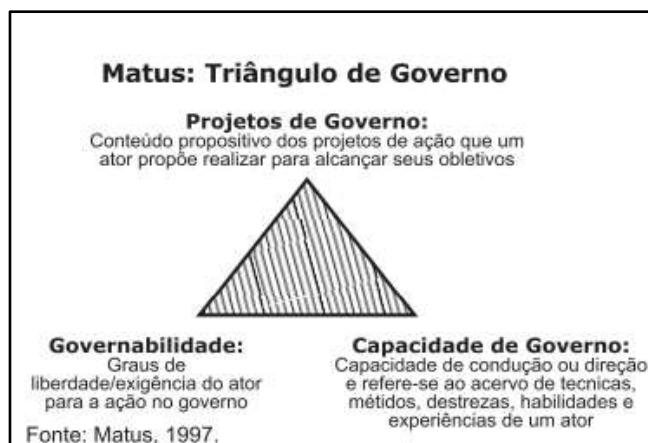 Matus: Triângulo de Governo
Projetos de Governo:
Conteúdo propositivo dos projetos de ação que um
ator propõe realizar para alcançar seus obletivos
Governabilidade:
Graus de
liberdade/exigência do ator
para a ação no governo
Capacidade de Governo:
Capacidade de condução ou direção
e refere-se ao acervo de tecnicas,
métidos, destrezas, habilidades e
experiências de um ator
Fonte: Matus, 1997.